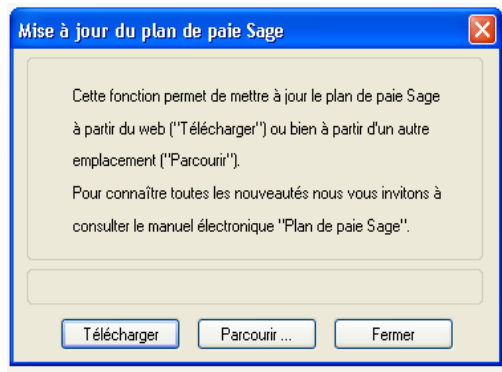 Mise à jour du plan de paie Sage
Cette fonction permet de mettre à jour le plan de paie Sage
à partir du web ("Télécharger") ou bien à partir d'un autre
emplacement ("Parcourir").
Pour connaître toutes les nouveautés nous vous invitons à
consulter le manuel électronique "Plan de paie Sage".
Télécharger Parcourir ... Fermer